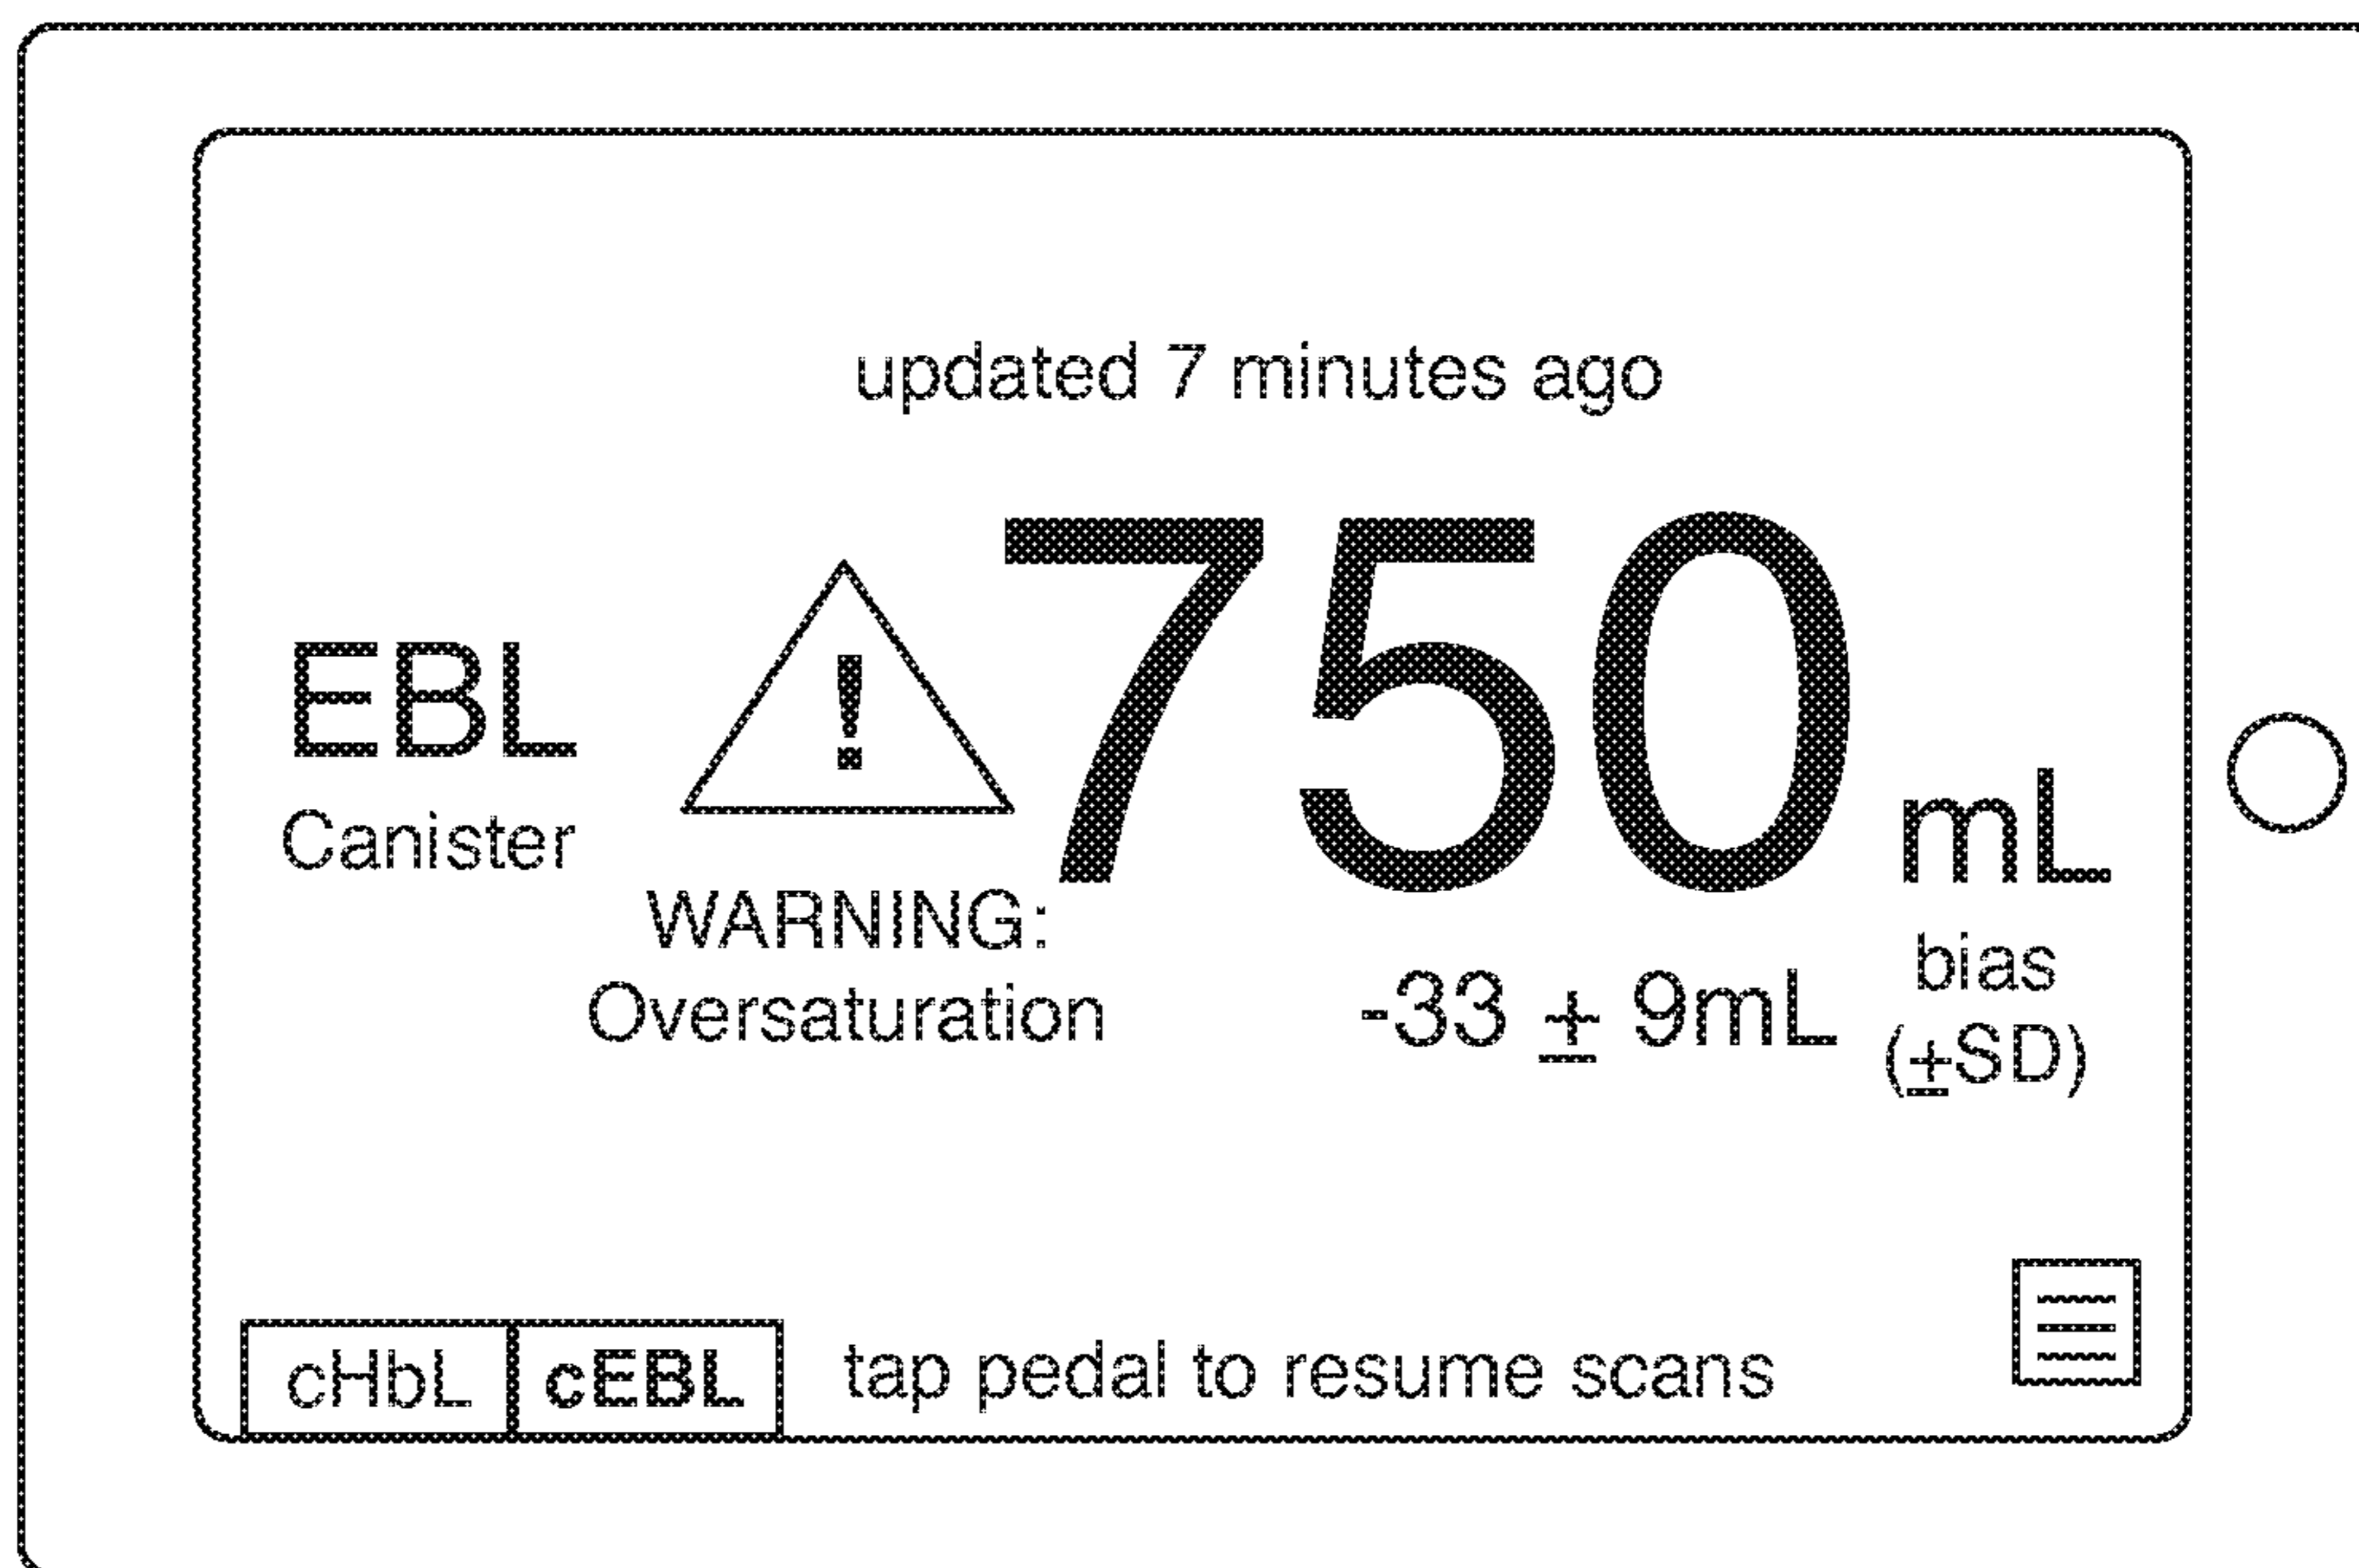 updated 7 minutes ago
EBL
Canister
!
WARNING:
Oversaturation
750 mL
-33 ± 9mL
bias
(±SD)
cHbL
cEBL
tap pedal to resume scans